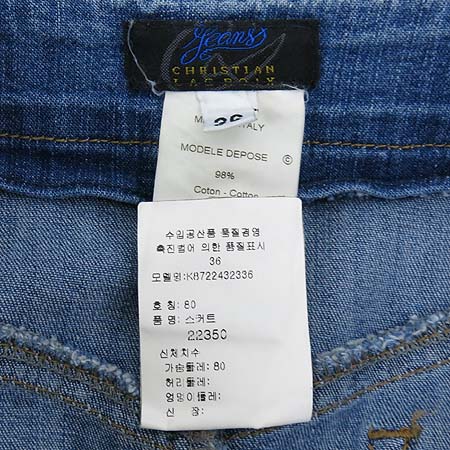 Jeans
CHRISTIAN
LACROIX
36
ITALY
MODELE DEPOSE ©
98%
Coton - Cotton
수입공산품 품질경영
촉진법에 의한 품질표시
36
모델명:K8722432336
호 칭: 80
품 명: 스커트
22350
신체치수
가슴둘레: 80
허리둘레:
엉덩이둘레:
신 장: